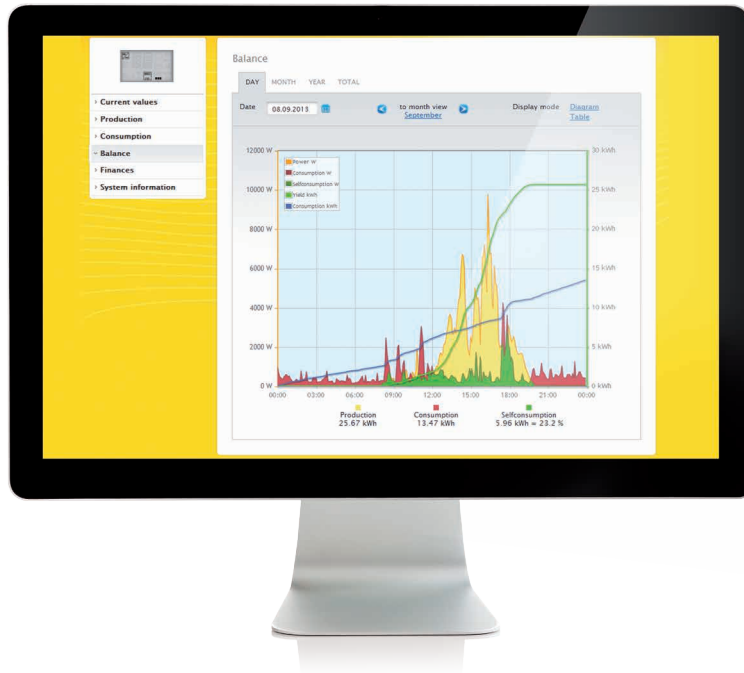 Current values
Production
Consumption
Balance
Finances
System information
Balance
DAY MONTH YEAR TOTAL
Date 08.09.2013 to month view Display mode Diagram
September Table
12000 W 30 kWh
10000 W 25 kWh
8000 W 20 kWh
6000 W 15 kWh
4000 W 10 kWh
2000 W 5 kWh
0 W 0 kWh
Power W
Consumption W
Selfconsumption W
Yield kWh
Consumption kWh
00:00 03:00 06:00 09:00 12:00 15:00 18:00 21:00 00:00
Production Consumption Selfconsumption
25.67 kWh 13.47 kWh 5.96 kWh = 23.2 %